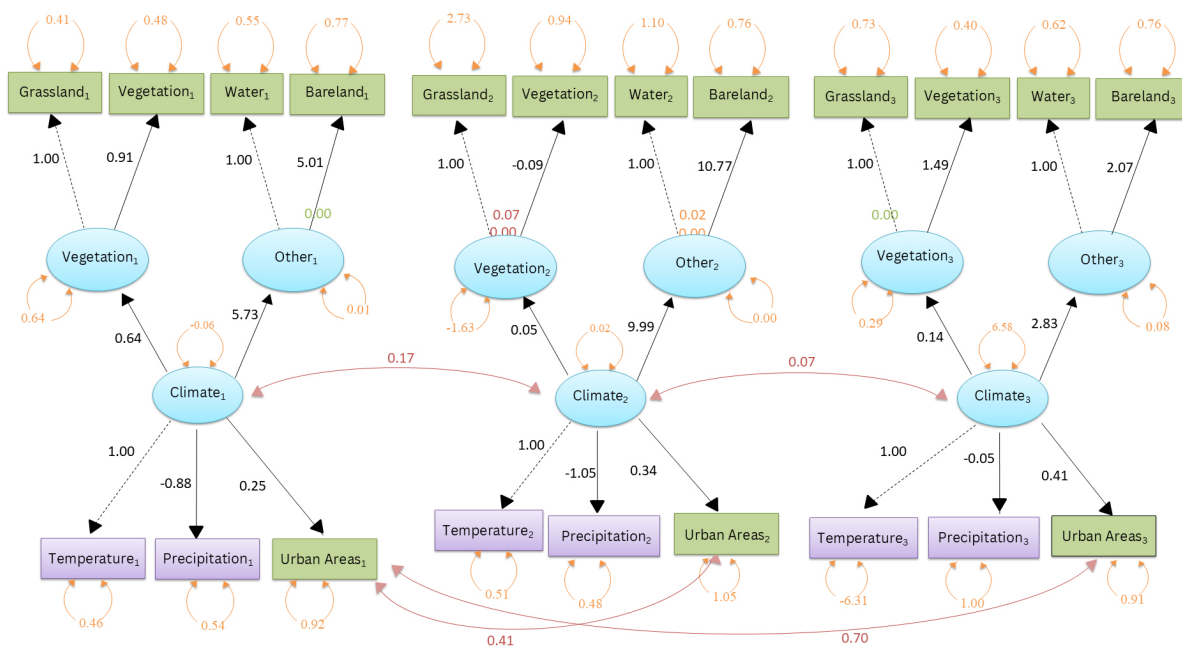 0.41 0.48 0.55 0.77 2.73 0.94 1.10 0.76 0.73 0.40 0.62 0.76
Grassland₁ Vegetation₁ Water₁ Bareland₁ Grassland₂ Vegetation₂ Water₂ Bareland₂ Grassland₃ Vegetation₃ Water₃ Bareland₃
1.00 0.91 1.00 5.01 1.00 -0.09 1.00 10.77 1.00 1.49 1.00 2.07
0.00 0.07 0.02 0.00
0.00 0.00
Vegetation₁ Other₁ Vegetation₂ Other₂ Vegetation₃ Other₃
0.64 0.01 -1.63 0.00 0.29 0.08
0.64 -0.06 5.73 0.05 0.02 9.99 0.14 6.58 2.83
0.17 0.07
Climate₁ Climate₂ Climate₃
1.00 -0.88 0.25 1.00 -1.05 0.34 1.00 -0.05 0.41
Temperature₁ Precipitation₁ Urban Areas₁ Temperature₂ Precipitation₂ Urban Areas₂ Temperature₃ Precipitation₃ Urban Areas₃
0.46 0.54 0.92 0.51 0.48 1.05 -6.31 1.00 0.91
0.41 0.70